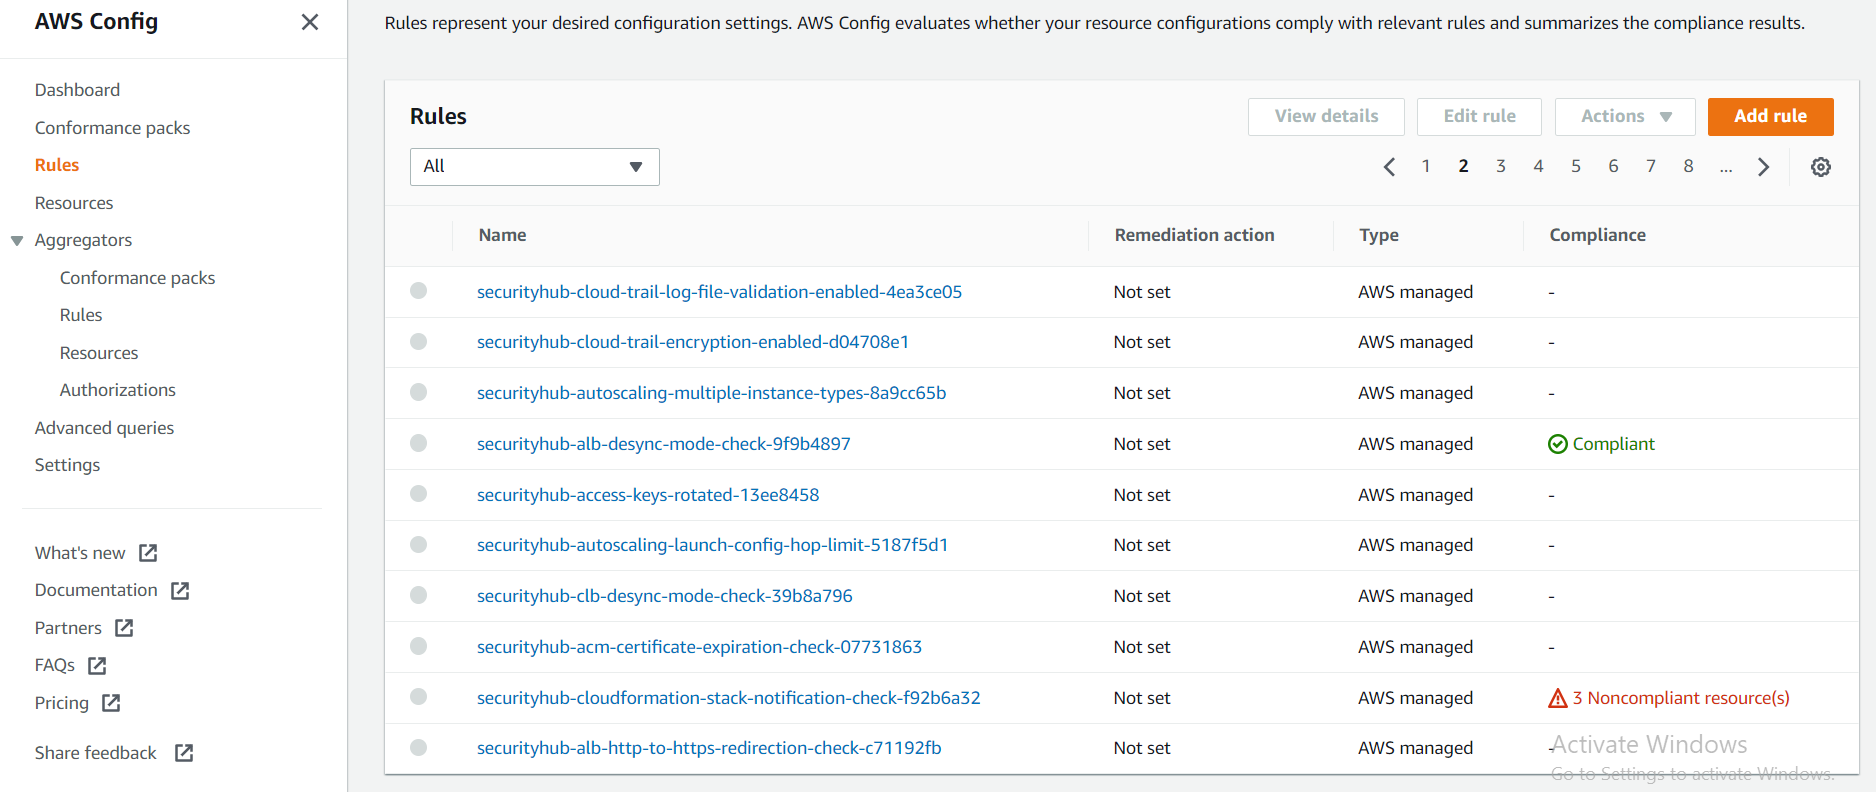 AWS Config
Dashboard
Conformance packs
Rules
Resources
Aggregators
Conformance packs
Rules
Resources
Authorizations
Advanced queries
Settings
What's new
Documentation
Partners
FAQs
Pricing
Share feedback
Rules represent your desired configuration settings. AWS Config evaluates whether your resource configurations comply with relevant rules and summarizes the compliance results.
Rules View details Edit rule Actions Add rule
All 1 2 3 4 5 6 7 8 ...
Name Remediation action Type Compliance
securityhub-cloud-trail-log-file-validation-enabled-4ea3ce05 Not set AWS managed -
securityhub-cloud-trail-encryption-enabled-d04708e1 Not set AWS managed -
securityhub-autoscaling-multiple-instance-types-8a9cc65b Not set AWS managed -
securityhub-alb-desync-mode-check-9f9b4897 Not set AWS managed Compliant
securityhub-access-keys-rotated-13ee8458 Not set AWS managed -
securityhub-autoscaling-launch-config-hop-limit-5187f5d1 Not set AWS managed -
securityhub-clb-desync-mode-check-39b8a796 Not set AWS managed -
securityhub-acm-certificate-expiration-check-07731863 Not set AWS managed -
securityhub-cloudformation-stack-notification-check-f92b6a32 Not set AWS managed 3 Noncompliant resource(s)
securityhub-alb-http-to-https-redirection-check-c71192fb Not set AWS managed -
Activate Windows
Go to Settings to activate Windows.